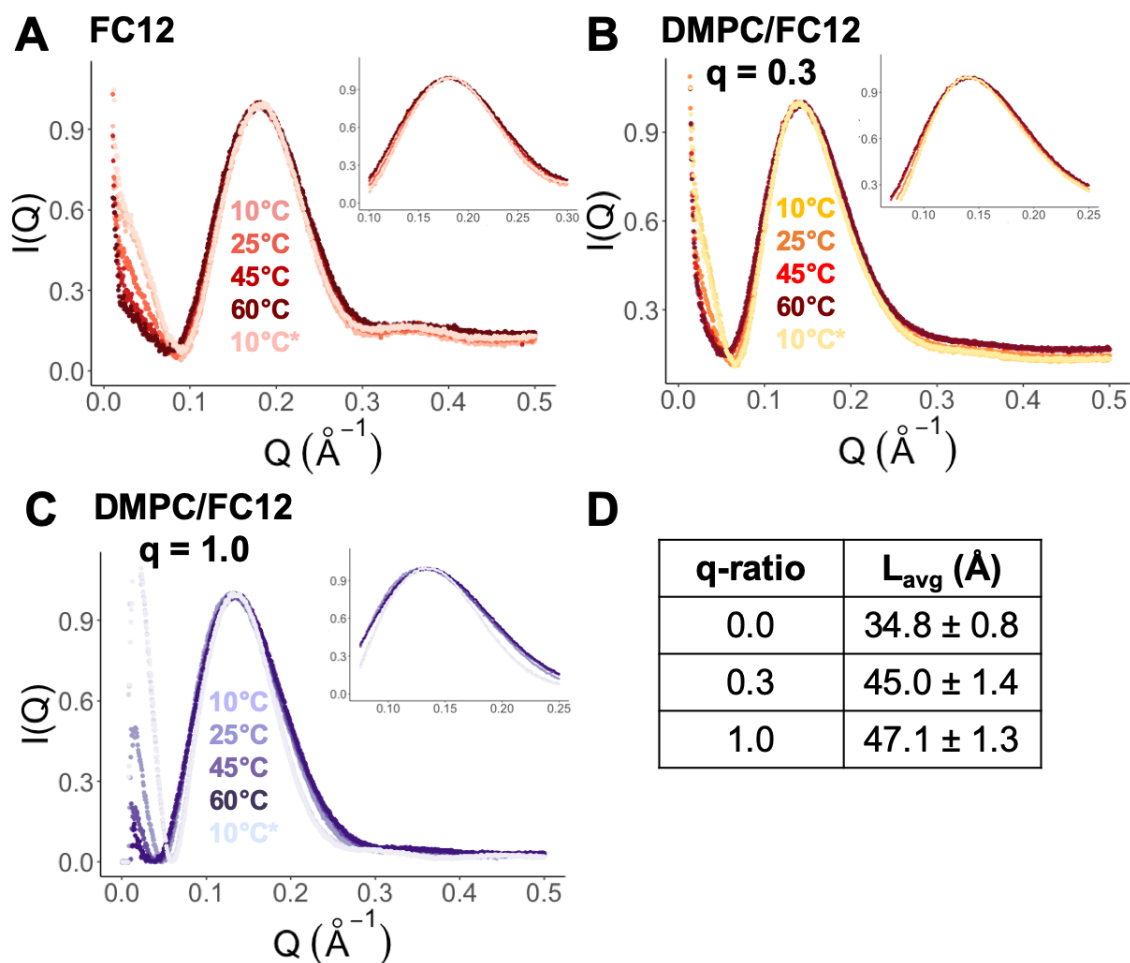 A FC12
I(Q)
0.9
0.6
0.3
0.0
0.0 0.1 0.2 0.3 0.4 0.5
Q (Å⁻¹)
10°C
25°C
45°C
60°C
10°C*
0.9
0.6
0.3
0.0
0.10 0.15 0.20 0.25 0.30
B DMPC/FC12
q = 0.3
I(Q)
0.9
0.6
0.3
0.0 0.1 0.2 0.3 0.4 0.5
Q (Å⁻¹)
10°C
25°C
45°C
60°C
10°C*
0.9
0.6
0.3
0.10 0.15 0.20 0.25
C DMPC/FC12
q = 1.0
I(Q)
0.9
0.6
0.3
0.0
0.0 0.1 0.2 0.3 0.4 0.5
Q (Å⁻¹)
10°C
25°C
45°C
60°C
10°C*
0.9
0.6
0.3
0.0
0.10 0.15 0.20 0.25
D
q-ratio Lavg (Å)
0.0 34.8 ± 0.8
0.3 45.0 ± 1.4
1.0 47.1 ± 1.3